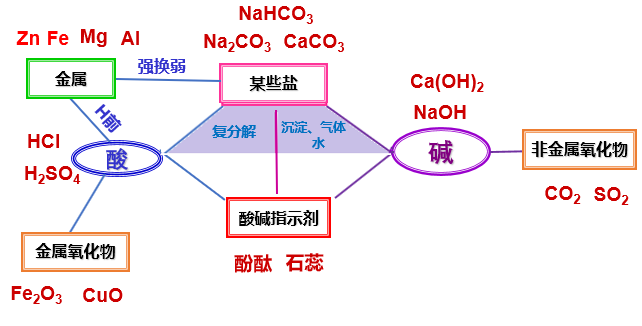 NaHCO₃
Zn Fe Mg Al
Na₂CO₃ CaCO₃
金属
强换弱
某些盐
Ca(OH)₂
NaOH
H前
HCl
H₂SO₄
酸
复分解
沉淀、气体
水
碱
非金属氧化物
CO₂ SO₂
酸碱指示剂
酚酞 石蕊
金属氧化物
Fe₂O₃ CuO